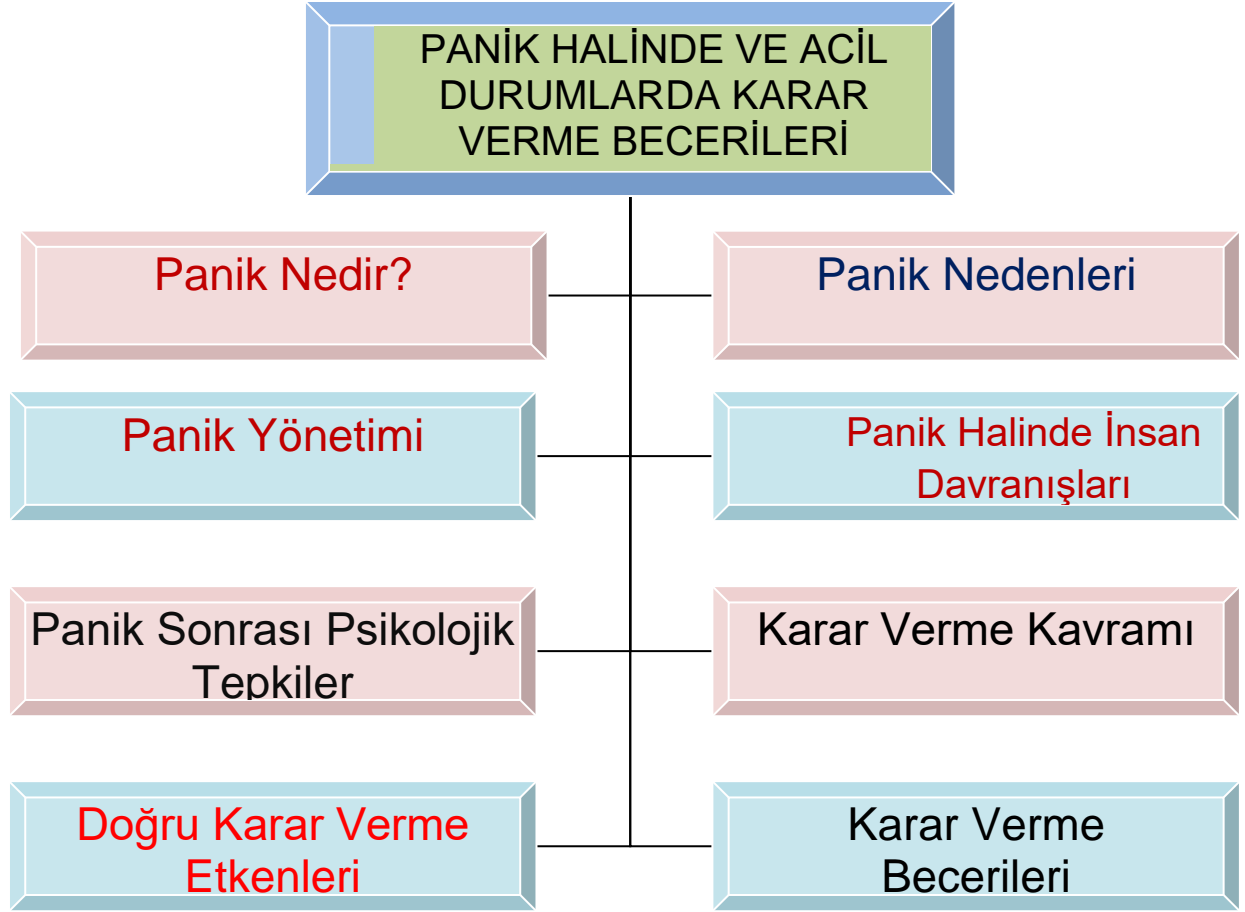 PANİK HALİNDE VE ACİL
DURUMLARDA KARAR
VERME BECERİLERİ
Panik Nedir?
Panik Nedenleri
Panik Yönetimi
Panik Halinde İnsan
Davranışları
Panik Sonrası Psikolojik
Tepkiler
Karar Verme Kavramı
Doğru Karar Verme
Etkenleri
Karar Verme
Becerileri